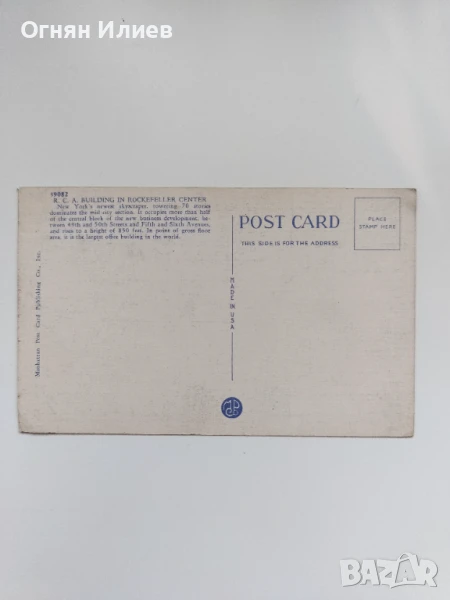 Огнян Илиев
49082
R. C. A. BUILDING IN ROCKEFELLER CENTER
New York's newest skyscraper, towering 70 stories
dominates the mid city section. It occupies more than half
of the central block of the new business development, be-
tween 48th and 50th Streets and Fifth and Sixth Avenues,
and rises to a height of 850 feet. In point of gross floor
area, it is the largest office building in the world.
Manhattan Post Card Publishing Co., Inc.
POST CARD
THIS SIDE IS FOR THE ADDRESS
PLACE
STAMP HERE
MADE IN U.S.A.
BAZAR